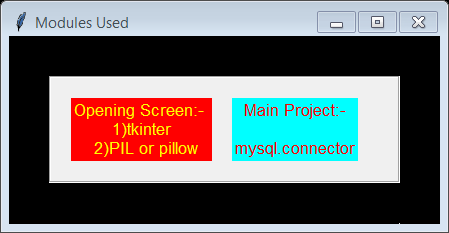 Modules Used
Opening Screen:-
1)tkinter
2)PIL or pillow
Main Project:-
mysql.connector